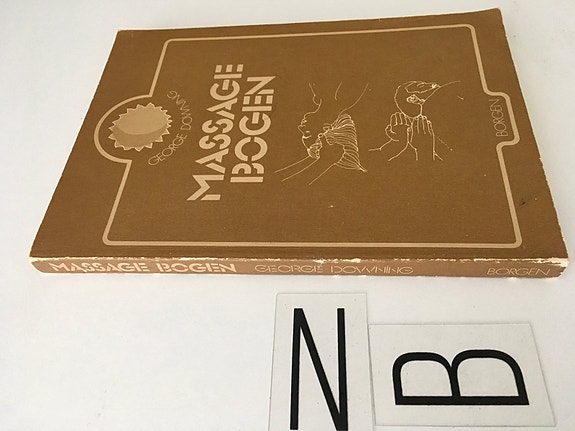 GEORGE DOWNING
MASSAGE
BOGEN
BORGEN
MASSAGE BOGEN GEORGE DOWNING BORGEN
N B